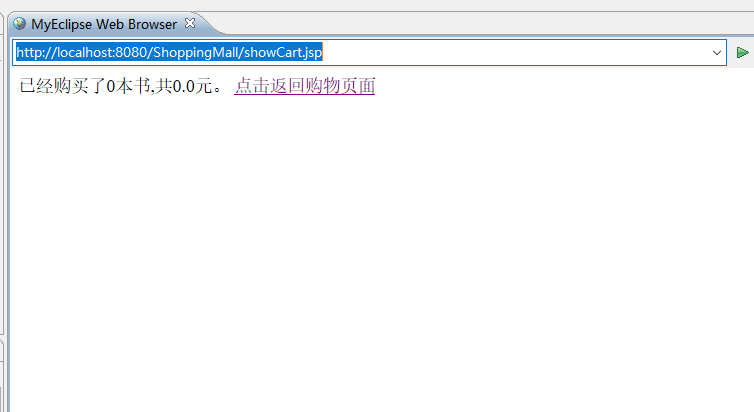 MyEclipse Web Browser
http://localhost:8080/ShoppingMall/showCart.jsp
已经购买了0本书,共0.0元。 点击返回购物页面